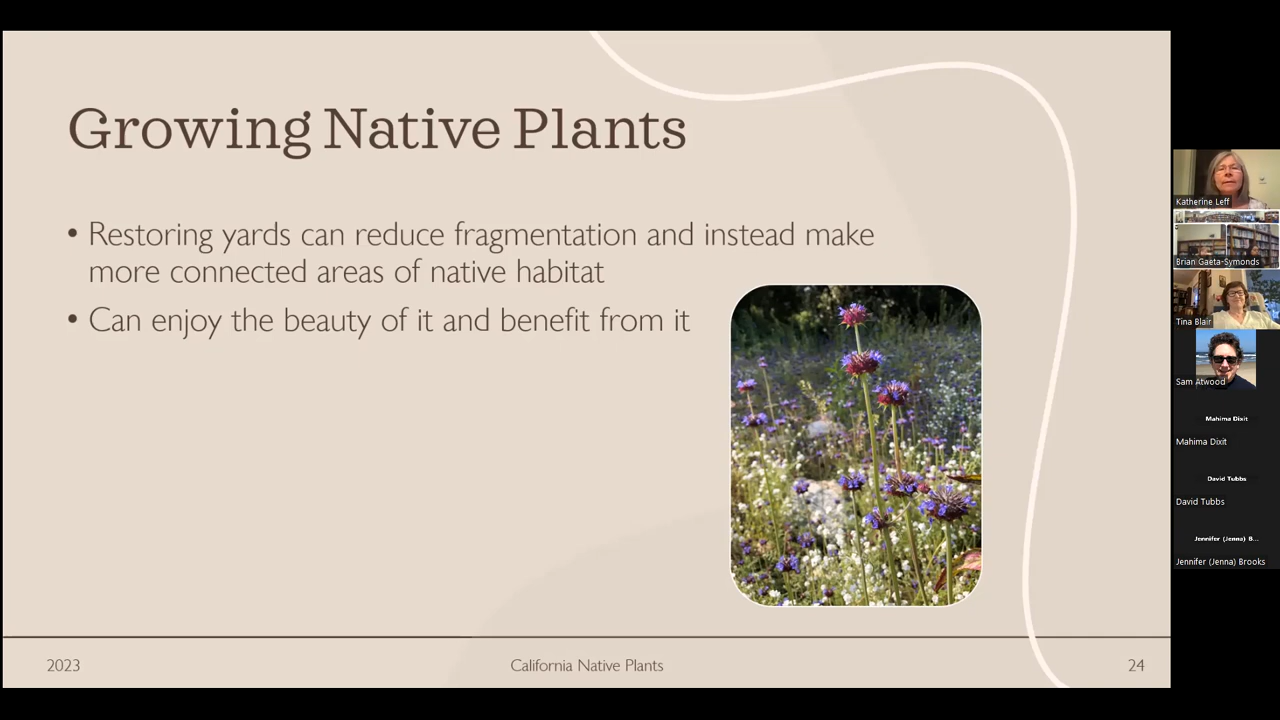 Growing Native Plants
• Restoring yards can reduce fragmentation and instead make
more connected areas of native habitat
• Can enjoy the beauty of it and benefit from it
2023
California Native Plants
24
Katherine Leff
Brian Gaeta-Symonds
Tina Blair
Sam Atwood
Mahima Dixit
Mahima Dixit
David Tubbs
David Tubbs
Jennifer (Jenna) B...
Jennifer (Jenna) Brooks